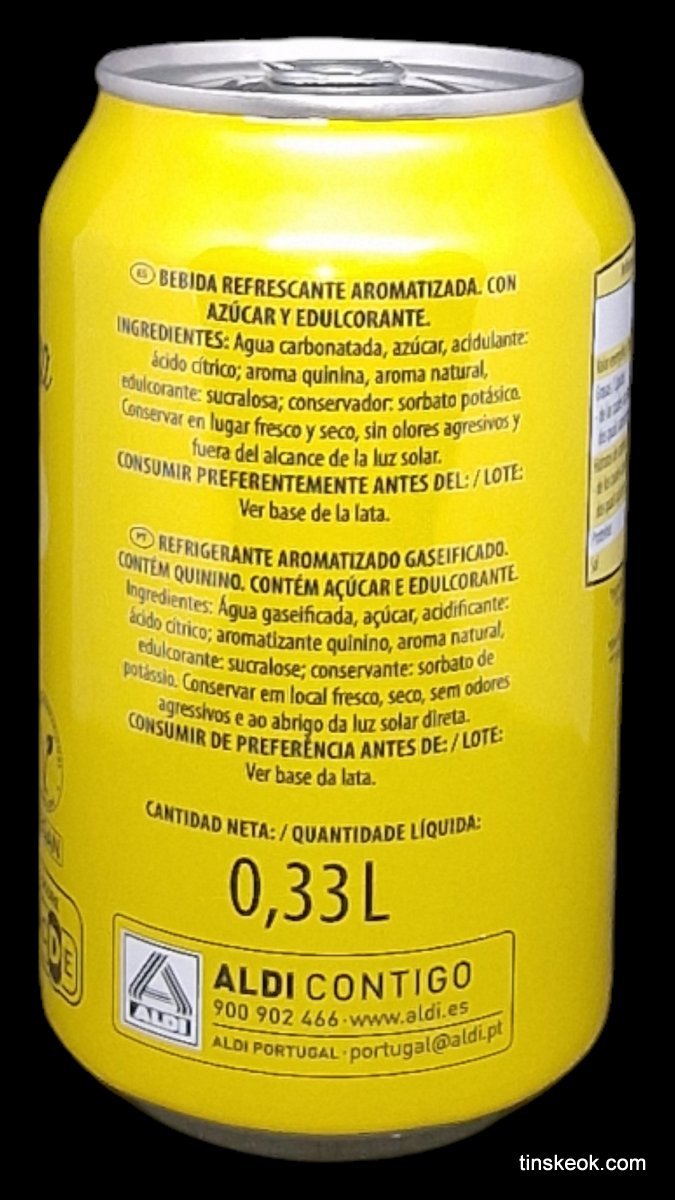 ES BEBIDA REFRESCANTE AROMATIZADA. CON
AZÚCAR Y EDULCORANTE.
INGREDIENTES: Agua carbonatada, azúcar, acidulante:
ácido cítrico; aroma quinina, aroma natural,
edulcorante: sucralosa; conservador: sorbato potásico.
Conservar en lugar fresco y seco, sin olores agresivos y
fuera del alcance de la luz solar.
CONSUMIR PREFERENTEMENTE ANTES DEL: / LOTE:
Ver base de la lata.
PT REFRIGERANTE AROMATIZADO GASEIFICADO.
CONTÉM QUININO. CONTÉM AÇÚCAR E EDULCORANTE.
Ingredientes: Água gaseificada, açúcar, acidificante:
ácido cítrico; aromatizante quinino, aroma natural,
edulcorante: sucralose; conservante: sorbato de
potássio. Conservar em local fresco, seco, sem odores
agressivos e ao abrigo da luz solar direta.
CONSUMIR DE PREFERÊNCIA ANTES DE: / LOTE:
Ver base da lata.
CANTIDAD NETA: / QUANTIDADE LÍQUIDA:
0,33 L
D E
ALDI
ALDI CONTIGO
900 902 466 · www.aldi.es
ALDI PORTUGAL · portugal@aldi.pt
tinskeok.com